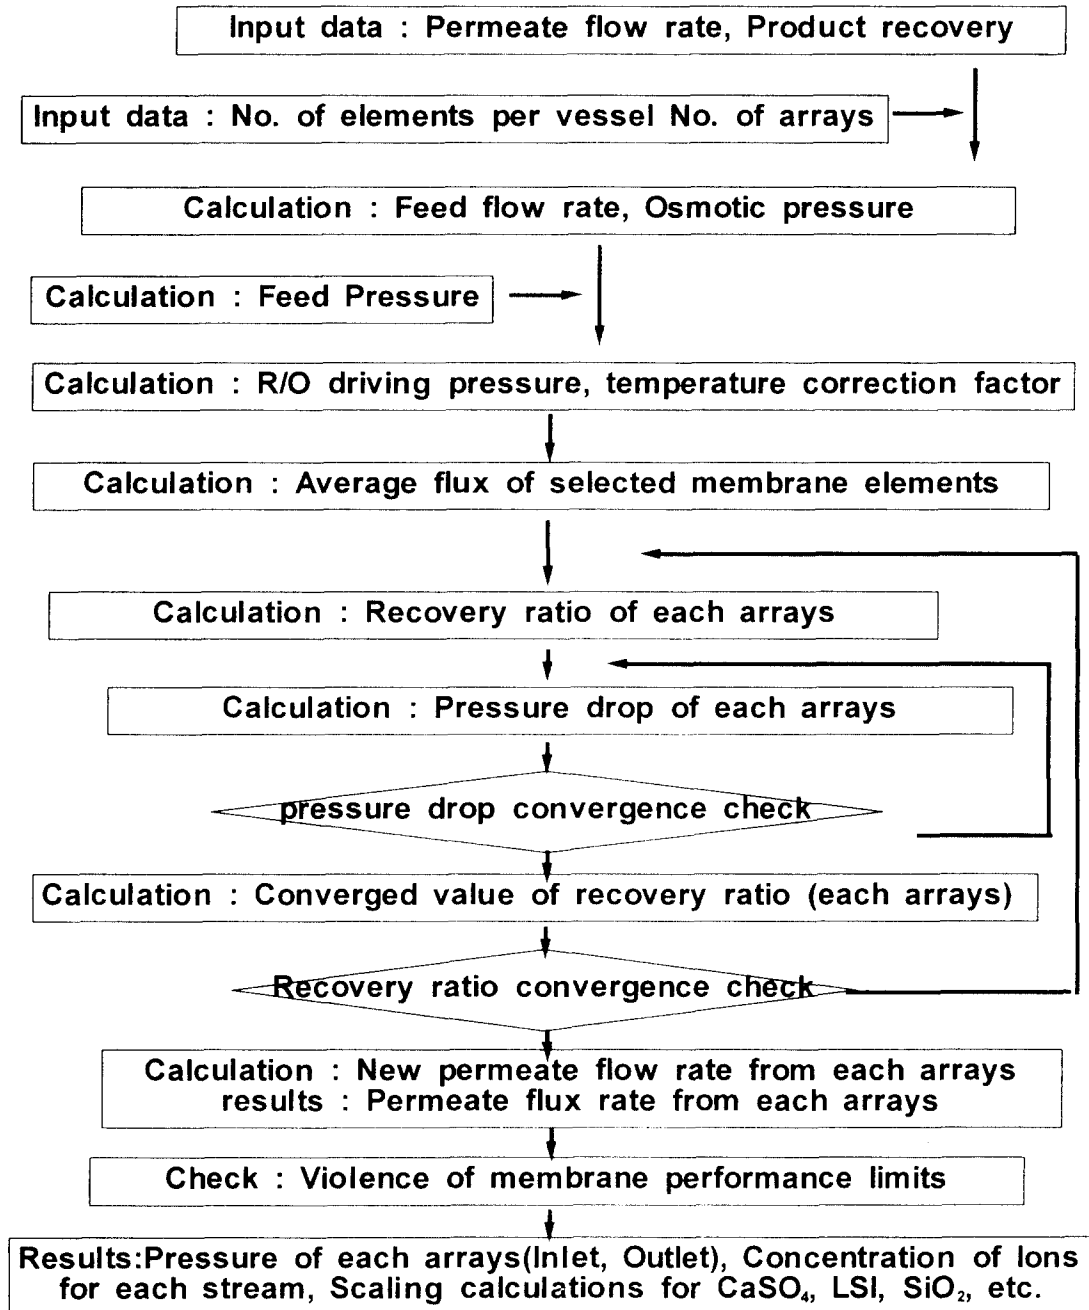 Input data : Permeate flow rate, Product recovery
Input data : No. of elements per vessel No. of arrays
Calculation : Feed flow rate, Osmotic pressure
Calculation : Feed Pressure
Calculation : R/O driving pressure, temperature correction factor
Calculation : Average flux of selected membrane elements
Calculation : Recovery ratio of each arrays
Calculation : Pressure drop of each arrays
pressure drop convergence check
Calculation : Converged value of recovery ratio (each arrays)
Recovery ratio convergence check
Calculation : New permeate flow rate from each arrays
results : Permeate flux rate from each arrays
Check : Violence of membrane performance limits
Results:Pressure of each arrays(Inlet, Outlet), Concentration of Ions
for each stream, Scaling calculations for CaSO₄, LSI, SiO₂, etc.